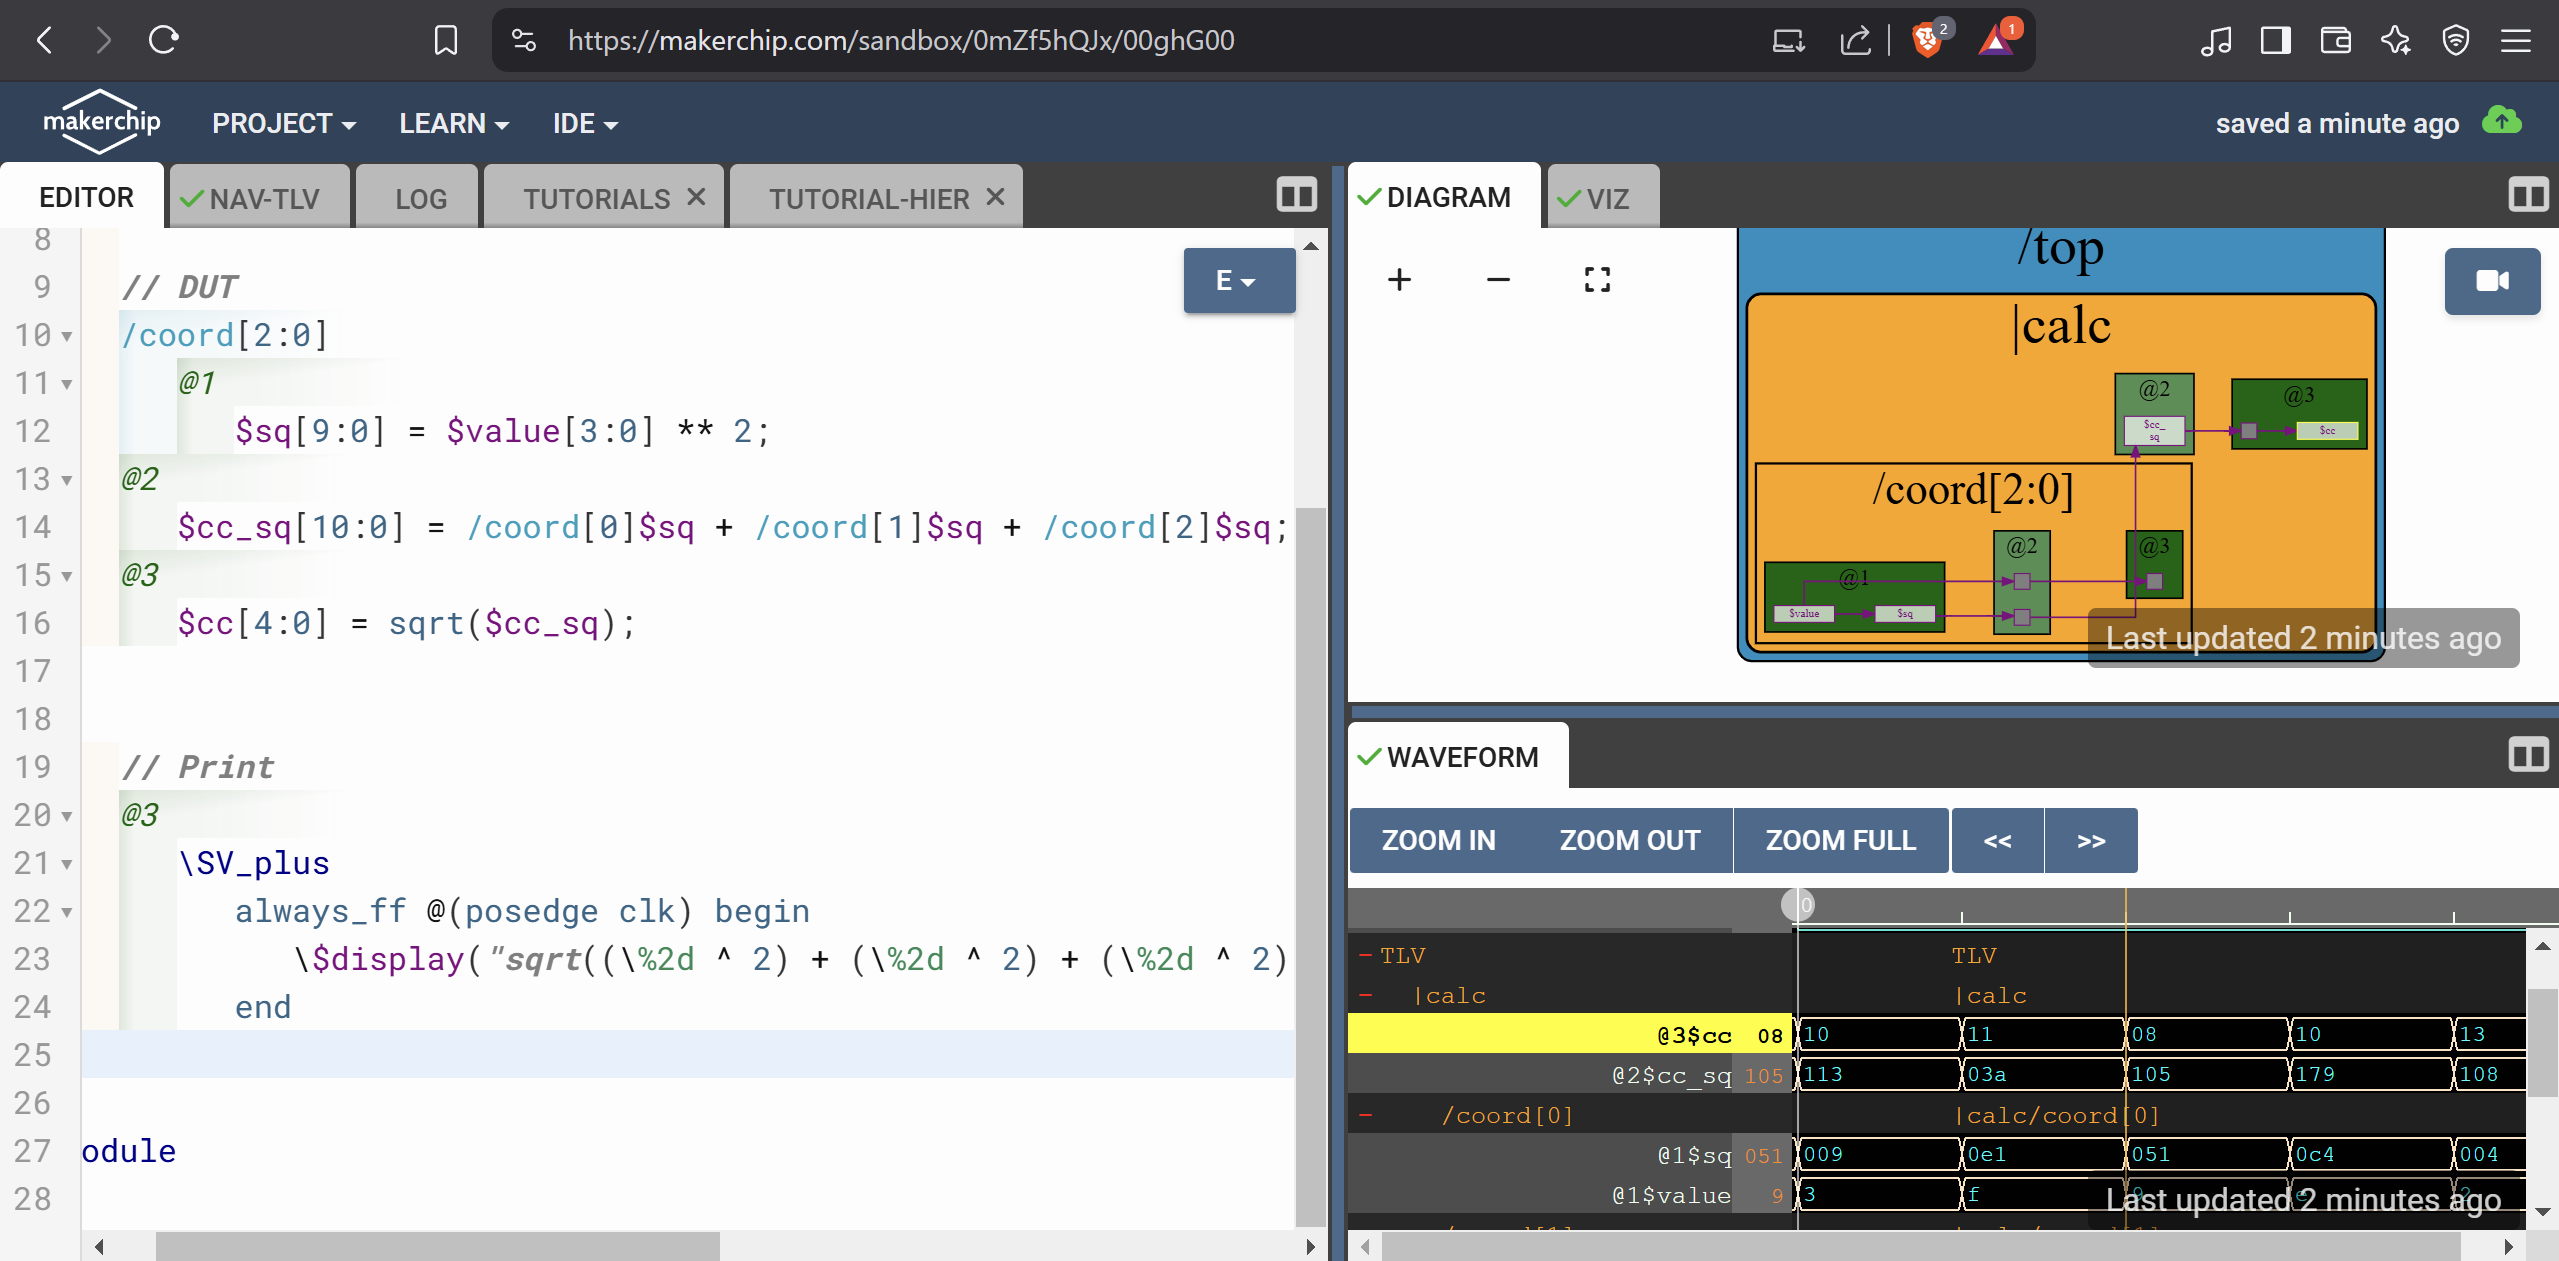 https://makerchip.com/sandbox/0mZf5hQJx/00ghG00
2
1
makerchip
PROJECT
LEARN
IDE
saved a minute ago
EDITOR
NAV-TLV
LOG
TUTORIALS
TUTORIAL-HIER
E
8
9 // DUT
10 /coord[2:0]
11 @1
12 $sq[9:0] = $value[3:0] ** 2;
13 @2
14 $cc_sq[10:0] = /coord[0]$sq + /coord[1]$sq + /coord[2]$sq;
15 @3
16 $cc[4:0] = sqrt($cc_sq);
17
18
19 // Print
20 @3
21 \SV_plus
22 always_ff @(posedge clk) begin
23 \$display("sqrt((\%2d ^ 2) + (\%2d ^ 2) + (\%2d ^ 2)
24 end
25
26
27 odule
28
DIAGRAM
VIZ
/top
|calc
@2
$cc_
sq
@3
$cc
/coord[2:0]
@1
$value
$sq
@2
@3
Last updated 2 minutes ago
WAVEFORM
ZOOM IN
ZOOM OUT
ZOOM FULL
<<
>>
0
TLV TLV
|calc |calc
@3$cc 08 10 11 08 10 13
@2$cc_sq 105 113 03a 105 179 108
/coord[0] |calc/coord[0]
@1$sq 051 009 0e1 051 0c4 004
@1$value 9 3 f 9 e 2
Last updated 2 minutes ago